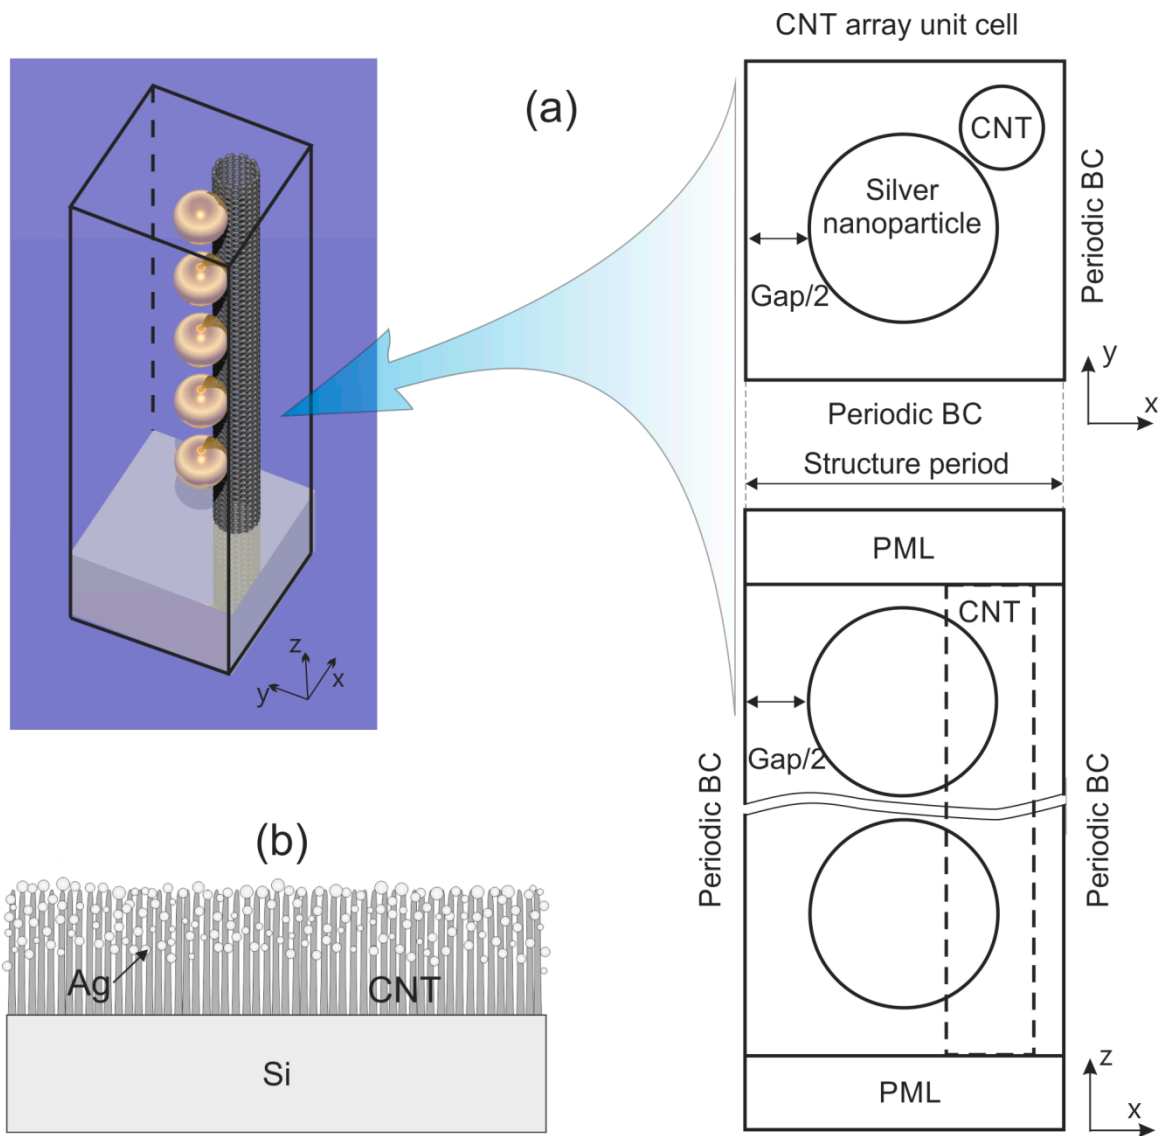 CNT array unit cell
(a)
CNT
Silver
nanoparticle
Gap/2
Periodic BC
y
x
Periodic BC
Structure period
PML
CNT
Gap/2
Periodic BC
Periodic BC
PML
z
x
z
x
y
(b)
Ag
CNT
Si